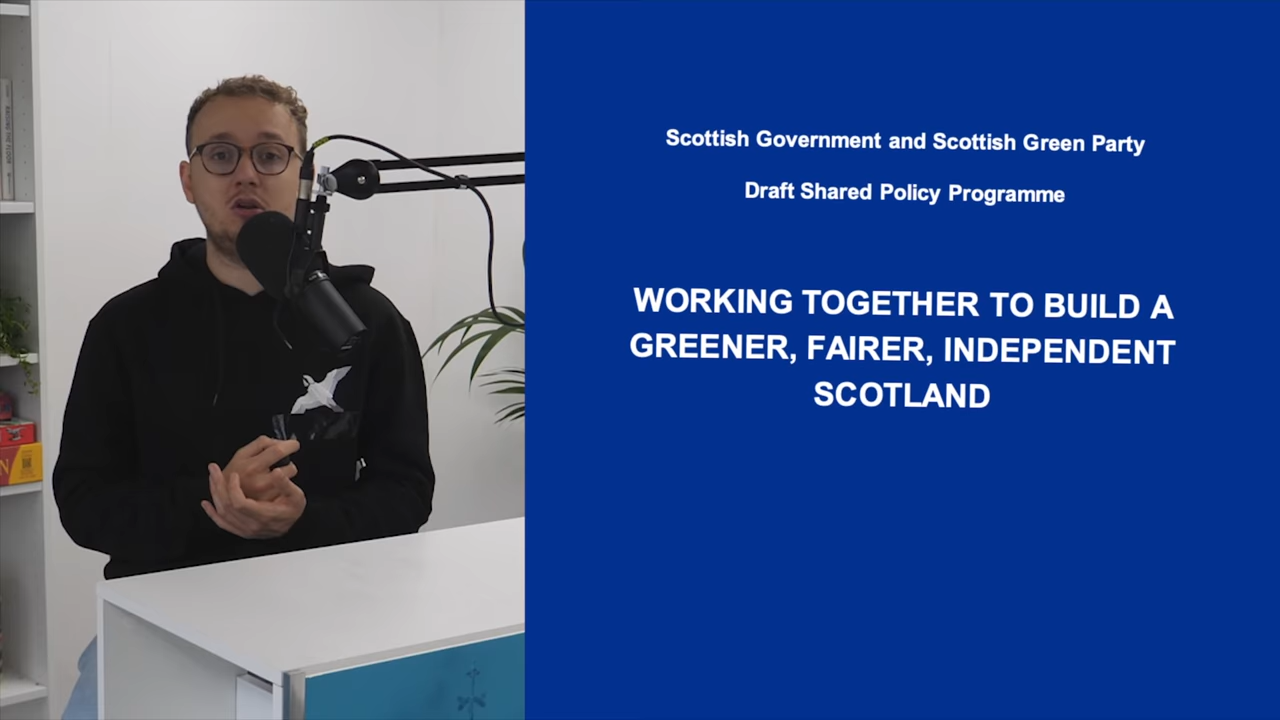 Scottish Government and Scottish Green Party
Draft Shared Policy Programme
WORKING TOGETHER TO BUILD A
GREENER, FAIRER, INDEPENDENT
SCOTLAND